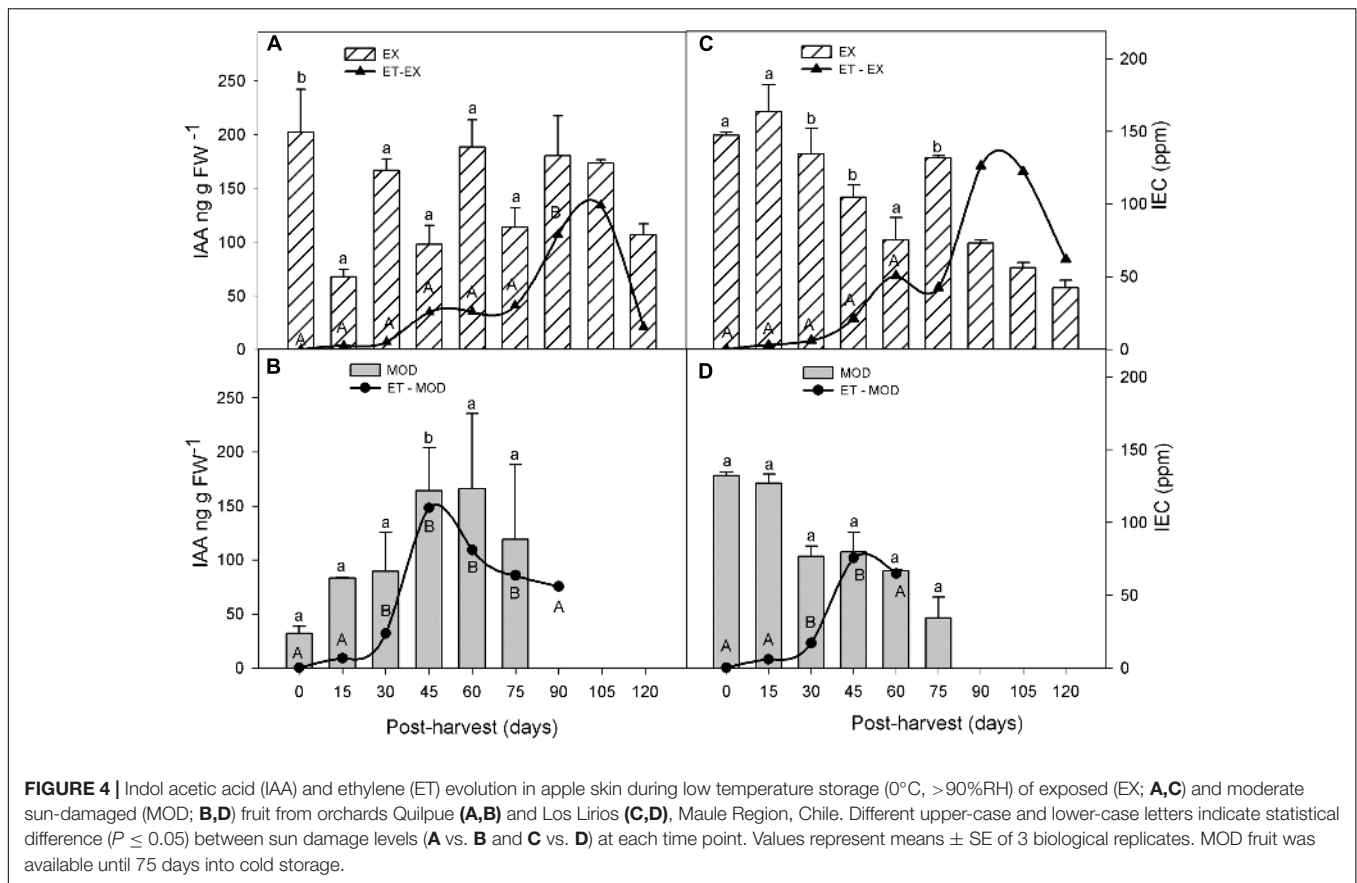 A
EX
ET-EX
b
a
a
a
a
a
A
A
A
A
A
A
B
IAA ng g FW⁻¹
250
200
150
100
50
0
C
EX
ET - EX
a
a
b
b
a
b
A
A
A
A
A
IEC (ppm)
200
150
100
50
0
B
MOD
ET - MOD
a
a
a
b
a
a
A
A
B
B
B
B
A
IAA ng g FW⁻¹
250
200
150
100
50
0
0 15 30 45 60 75 90 105 120
Post-harvest (days)
D
MOD
ET - MOD
a
a
a
a
a
a
A
A
B
B
A
IEC (ppm)
200
150
100
50
0
0 15 30 45 60 75 90 105 120
Post-harvest (days)
FIGURE 4 | Indol acetic acid (IAA) and ethylene (ET) evolution in apple skin during low temperature storage (0°C, >90%RH) of exposed (EX; A,C) and moderate
sun-damaged (MOD; B,D) fruit from orchards Quilpue (A,B) and Los Lirios (C,D), Maule Region, Chile. Different upper-case and lower-case letters indicate statistical
difference (P ≤ 0.05) between sun damage levels (A vs. B and C vs. D) at each time point. Values represent means ± SE of 3 biological replicates. MOD fruit was
available until 75 days into cold storage.